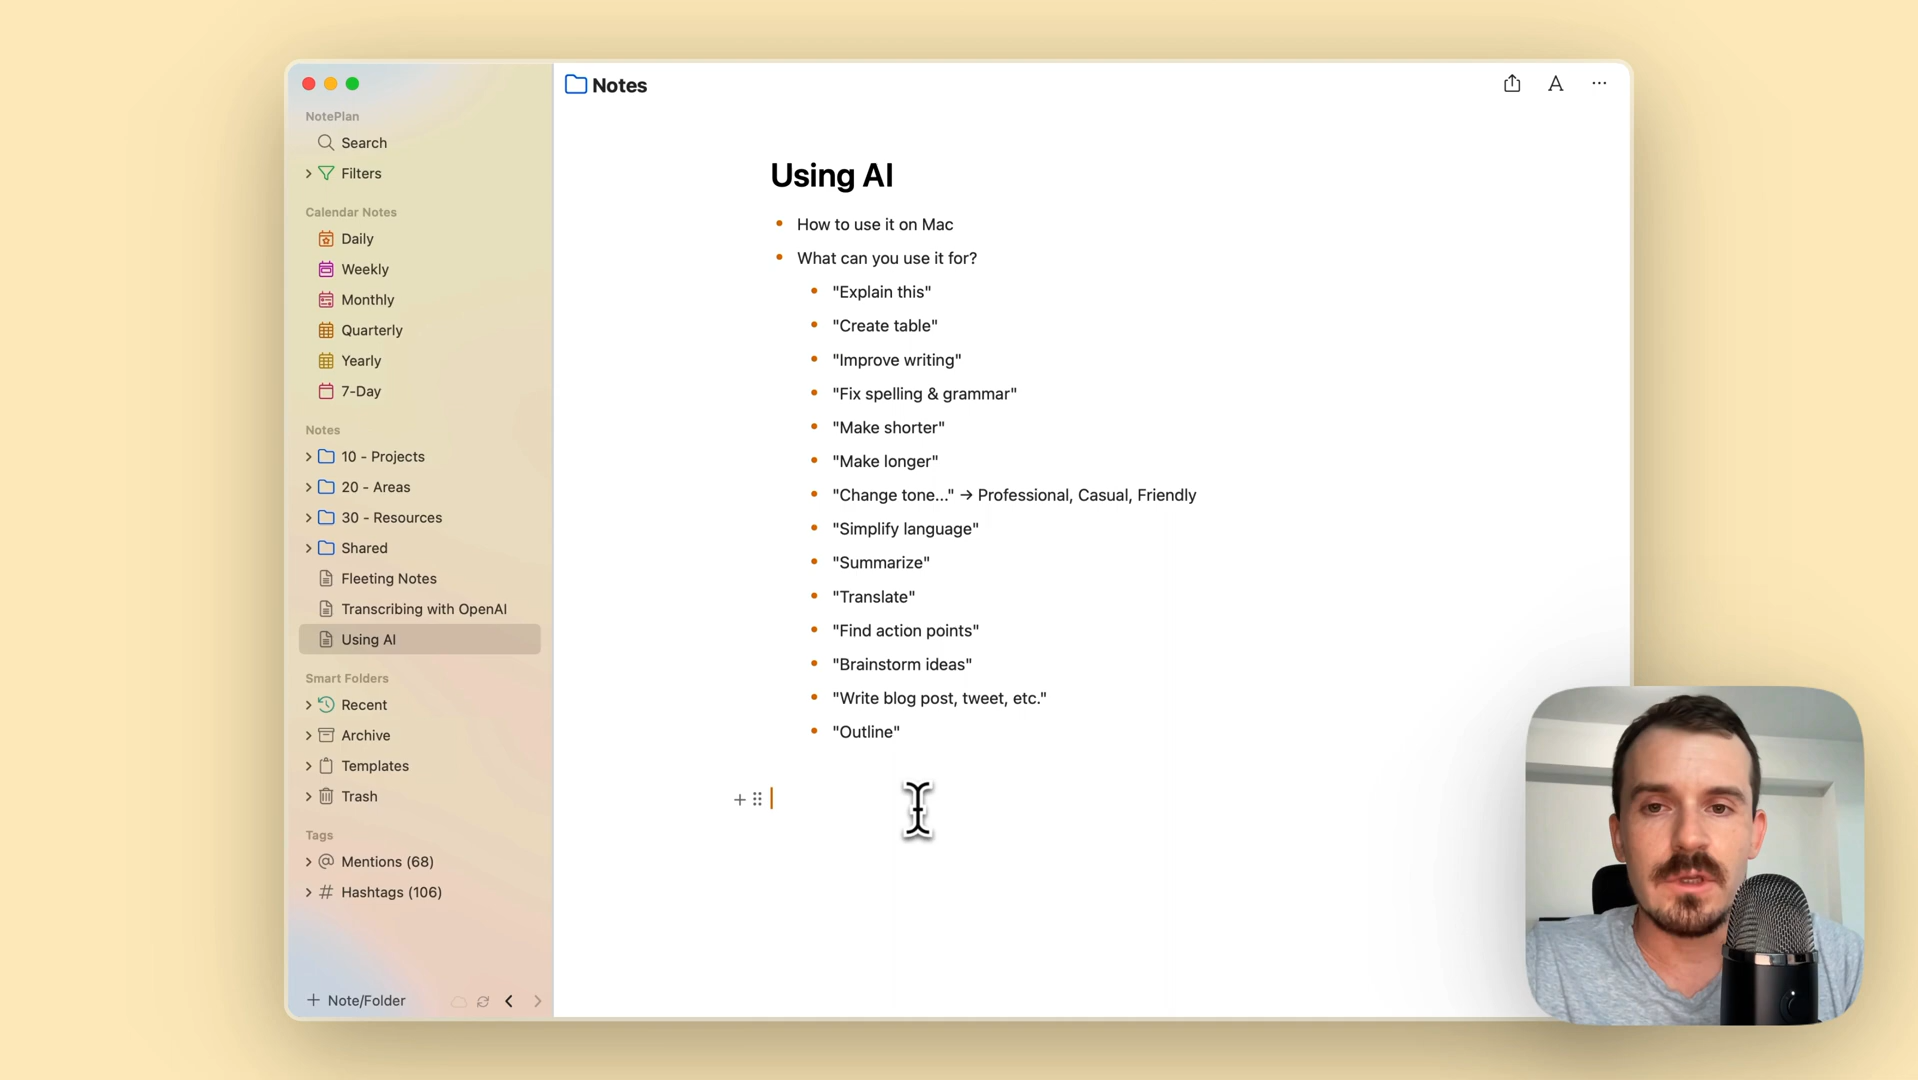 NotePlan
Search
Filters
Calendar Notes
Daily
Weekly
Monthly
Quarterly
Yearly
7-Day
Notes
10 - Projects
20 - Areas
30 - Resources
Shared
Fleeting Notes
Transcribing with OpenAI
Using AI
Smart Folders
Recent
Archive
Templates
Trash
Tags
@ Mentions (68)
# Hashtags (106)
+ Note/Folder
Notes
Using AI
• How to use it on Mac
• What can you use it for?
• "Explain this"
• "Create table"
• "Improve writing"
• "Fix spelling & grammar"
• "Make shorter"
• "Make longer"
• "Change tone..." → Professional, Casual, Friendly
• "Simplify language"
• "Summarize"
• "Translate"
• "Find action points"
• "Brainstorm ideas"
• "Write blog post, tweet, etc."
• "Outline"